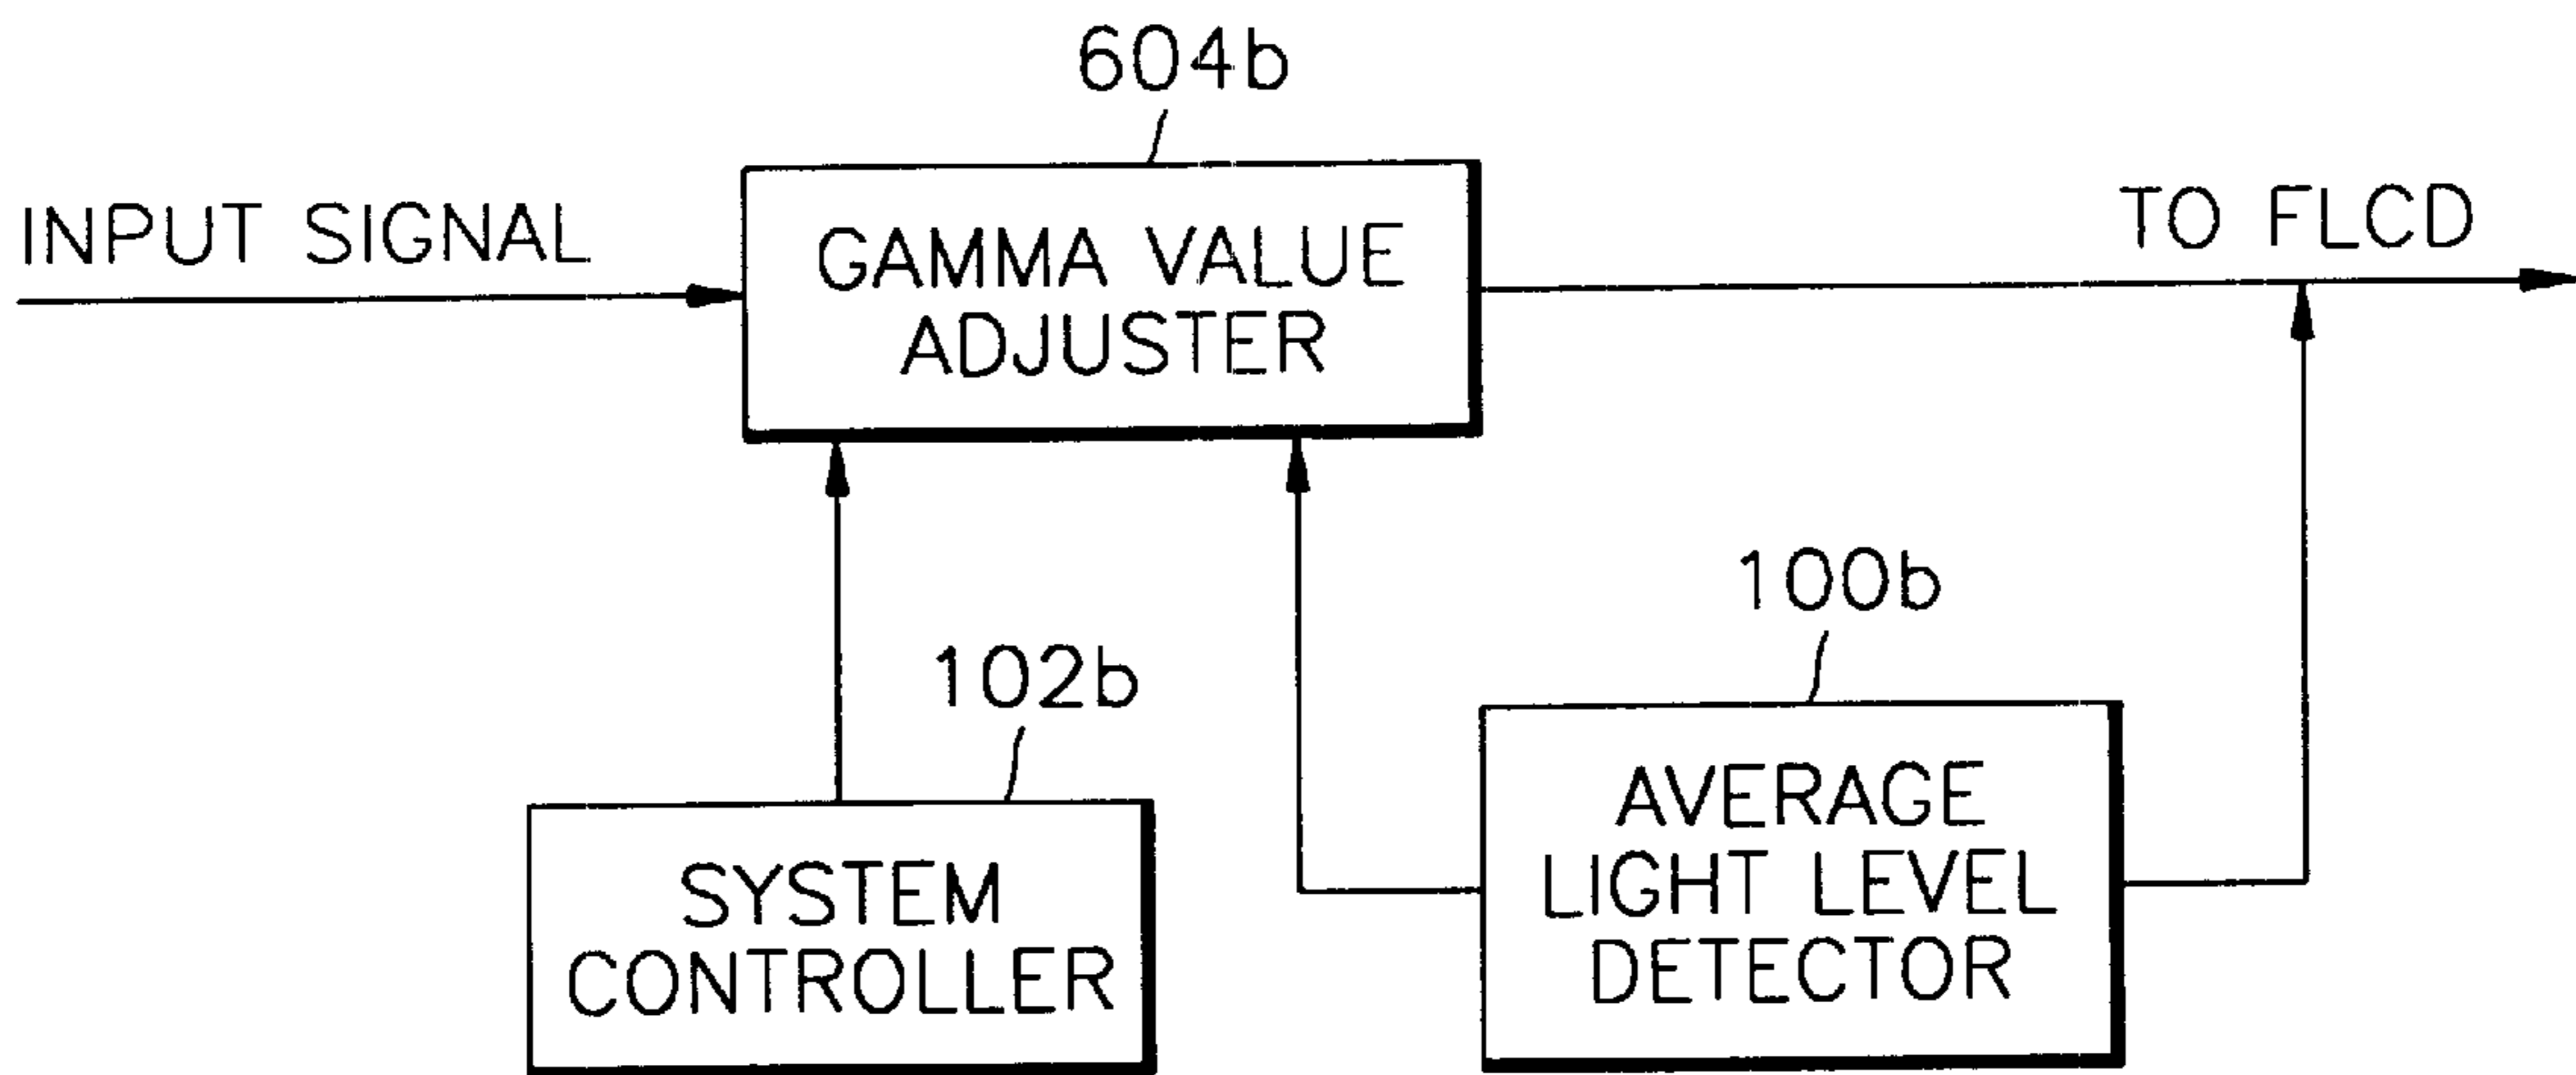 604b
INPUT SIGNAL
TO FLCD
GAMMA VALUE
ADJUSTER
100b
102b
AVERAGE
LIGHT LEVEL
DETECTOR
SYSTEM
CONTROLLER